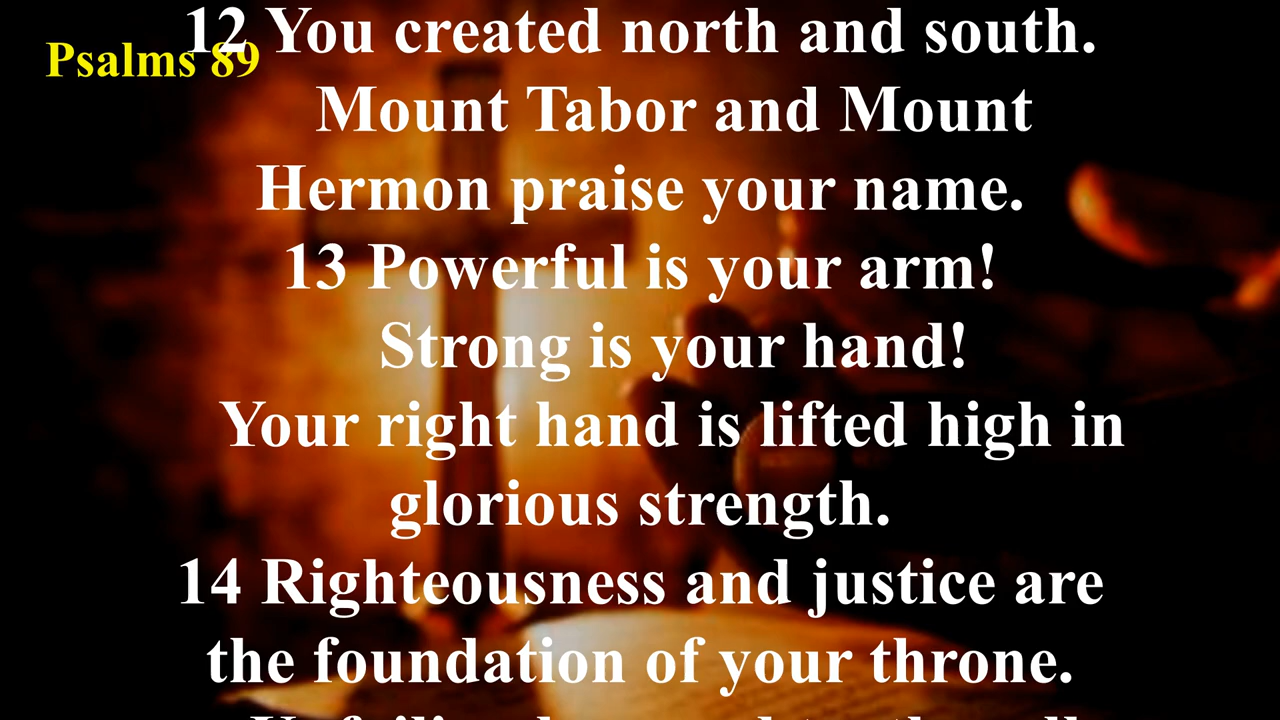 Psalms 89
12 You created north and south.
Mount Tabor and Mount
Hermon praise your name.
13 Powerful is your arm!
Strong is your hand!
Your right hand is lifted high in
glorious strength.
14 Righteousness and justice are
the foundation of your throne.